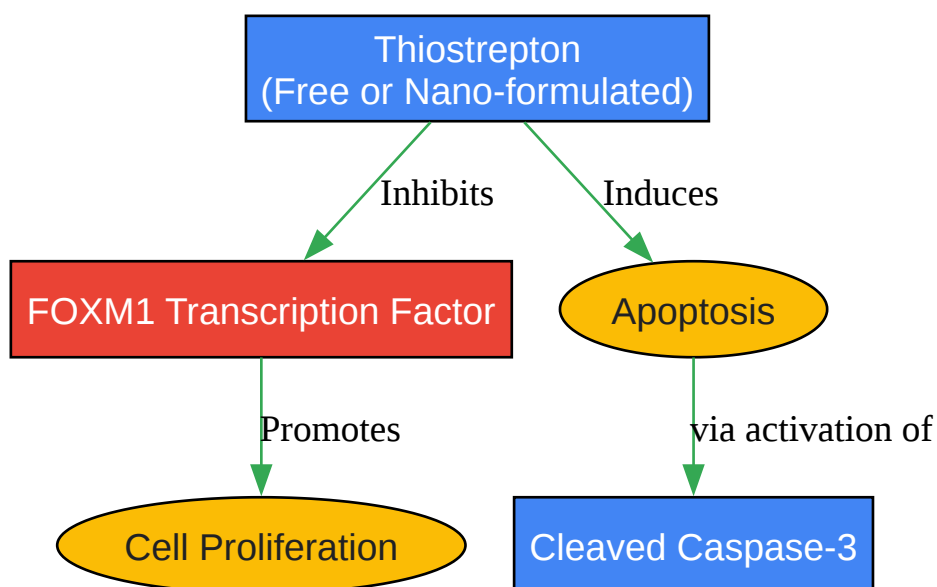 Thiostrepton
(Free or Nano-formulated)
Inhibits
Induces
FOXM1 Transcription Factor
Apoptosis
Promotes
via activation of
Cell Proliferation
Cleaved Caspase-3